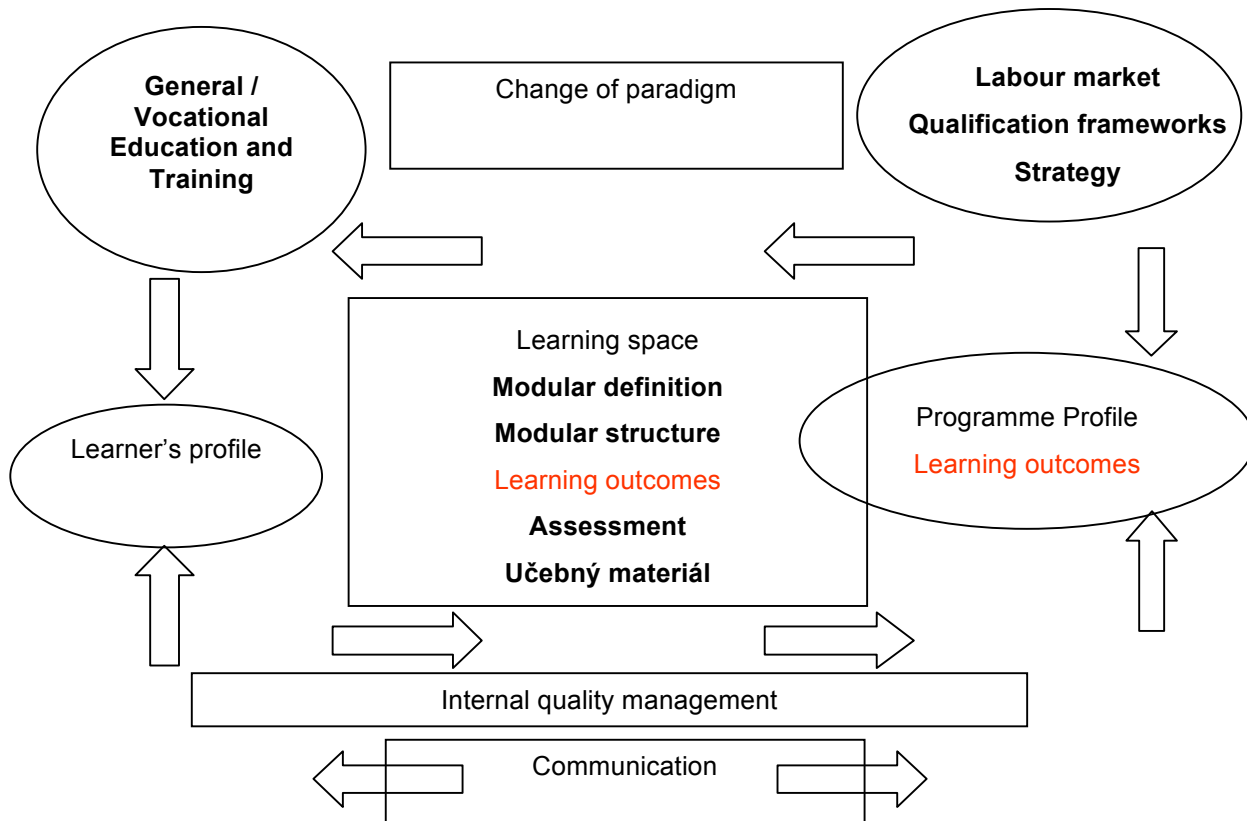 General /
Vocational
Education and
Training
Change of paradigm
Labour market
Qualification frameworks
Strategy
Learning space
Modular definition
Modular structure
Learning outcomes
Assessment
Učebný materiál
Learner’s profile
Programme Profile
Learning outcomes
Internal quality management
Communication